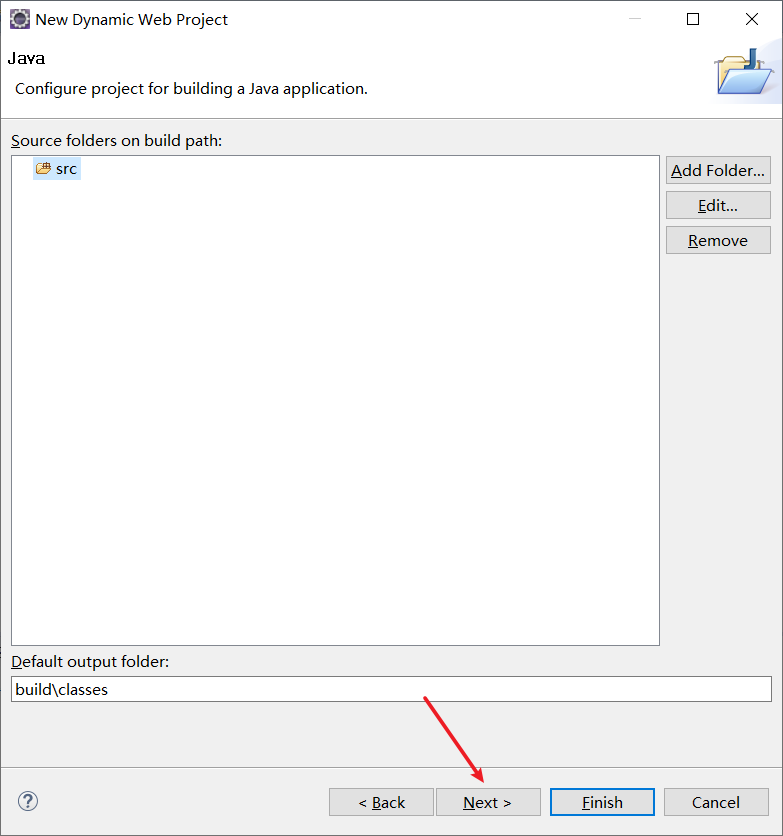 New Dynamic Web Project
Java
Configure project for building a Java application.
Source folders on build path:
src
Add Folder...
Edit...
Remove
Default output folder:
build\classes
?
< Back
Next >
Finish
Cancel